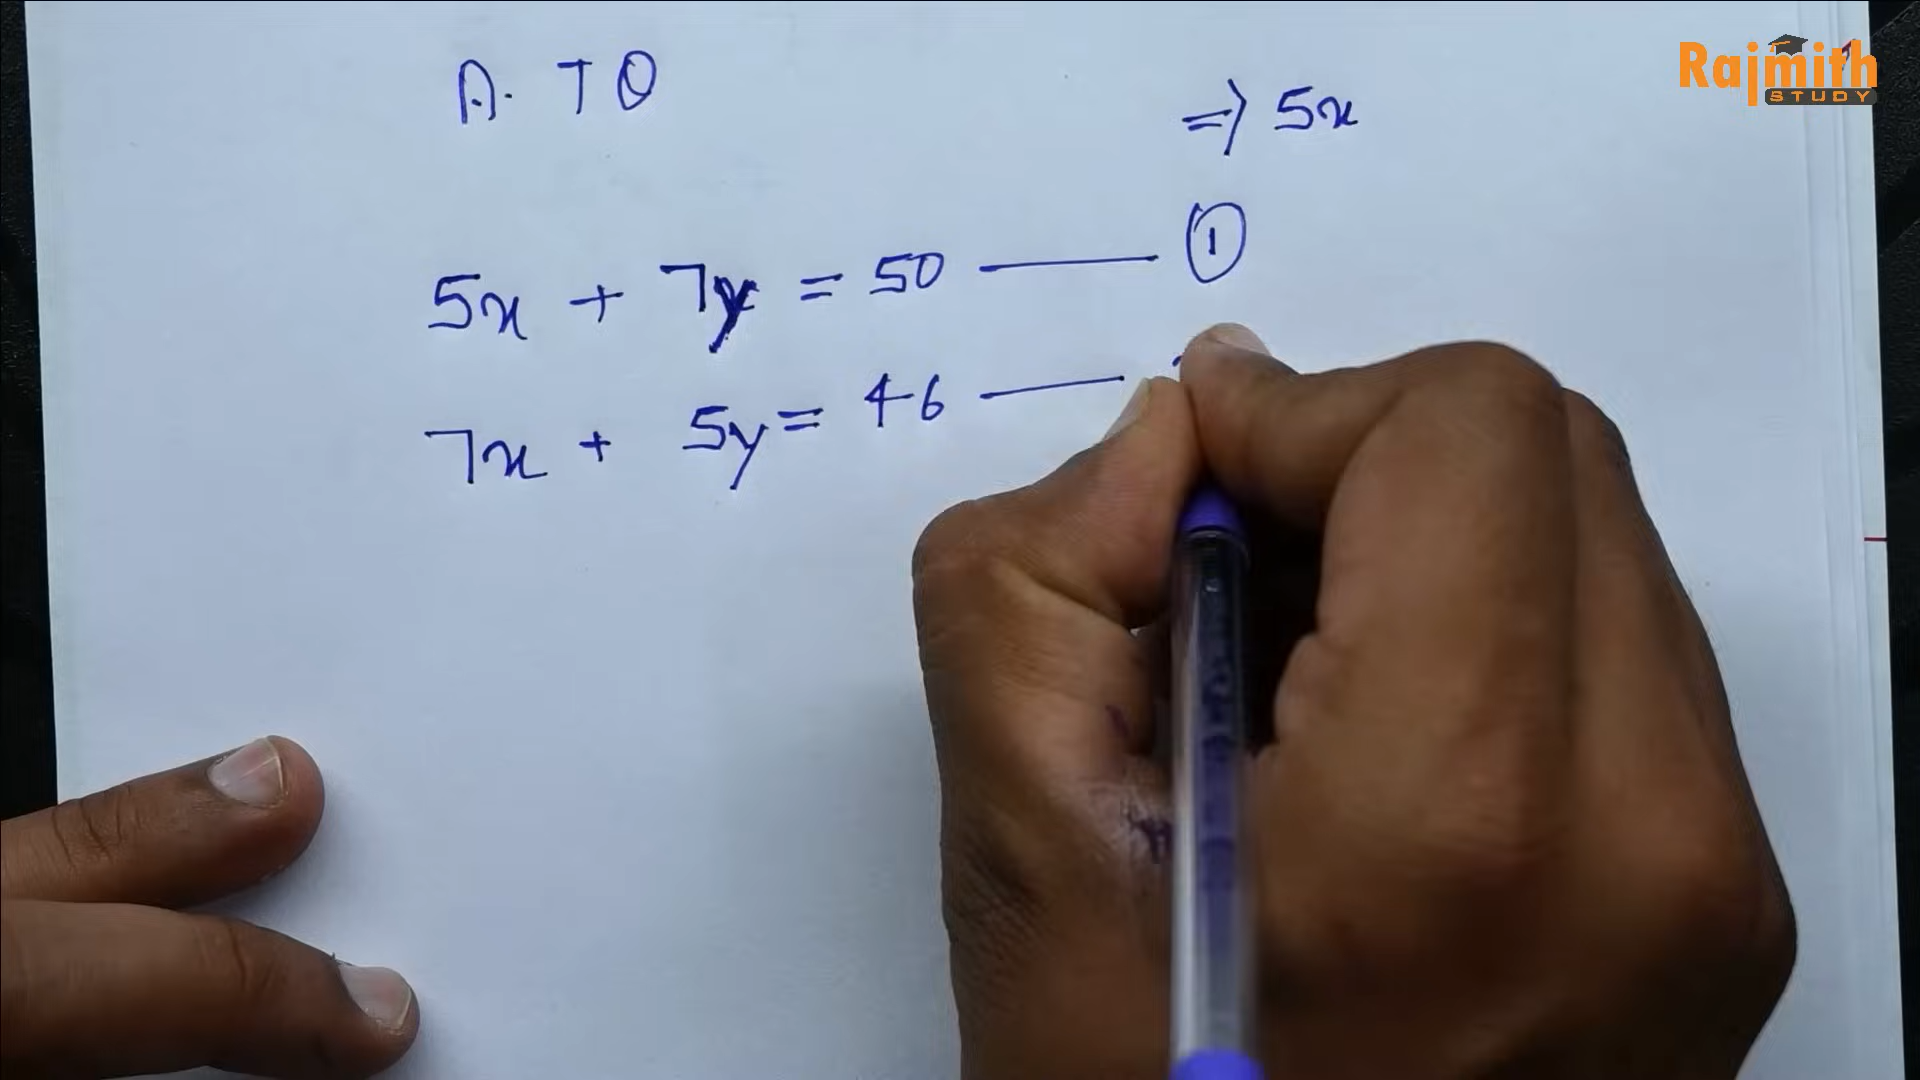 A. T Q
⇒ 5x
5x + 7y = 50 —— ①
7x + 5y = 46 ——
Rajmith
STUDY